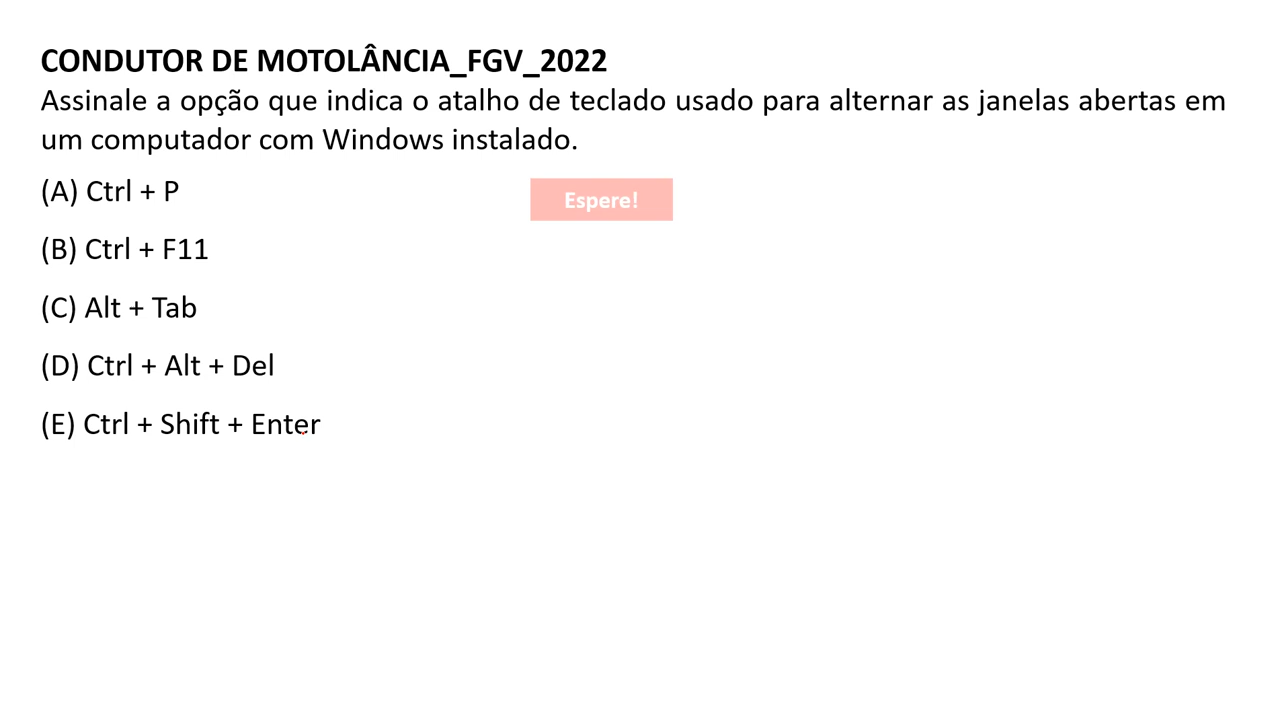 CONDUTOR DE MOTOLÂNCIA_FGV_2022
Assinale a opção que indica o atalho de teclado usado para alternar as janelas abertas em
um computador com Windows instalado.
(A) Ctrl + P
Espere!
(B) Ctrl + F11
(C) Alt + Tab
(D) Ctrl + Alt + Del
(E) Ctrl + Shift + Enter